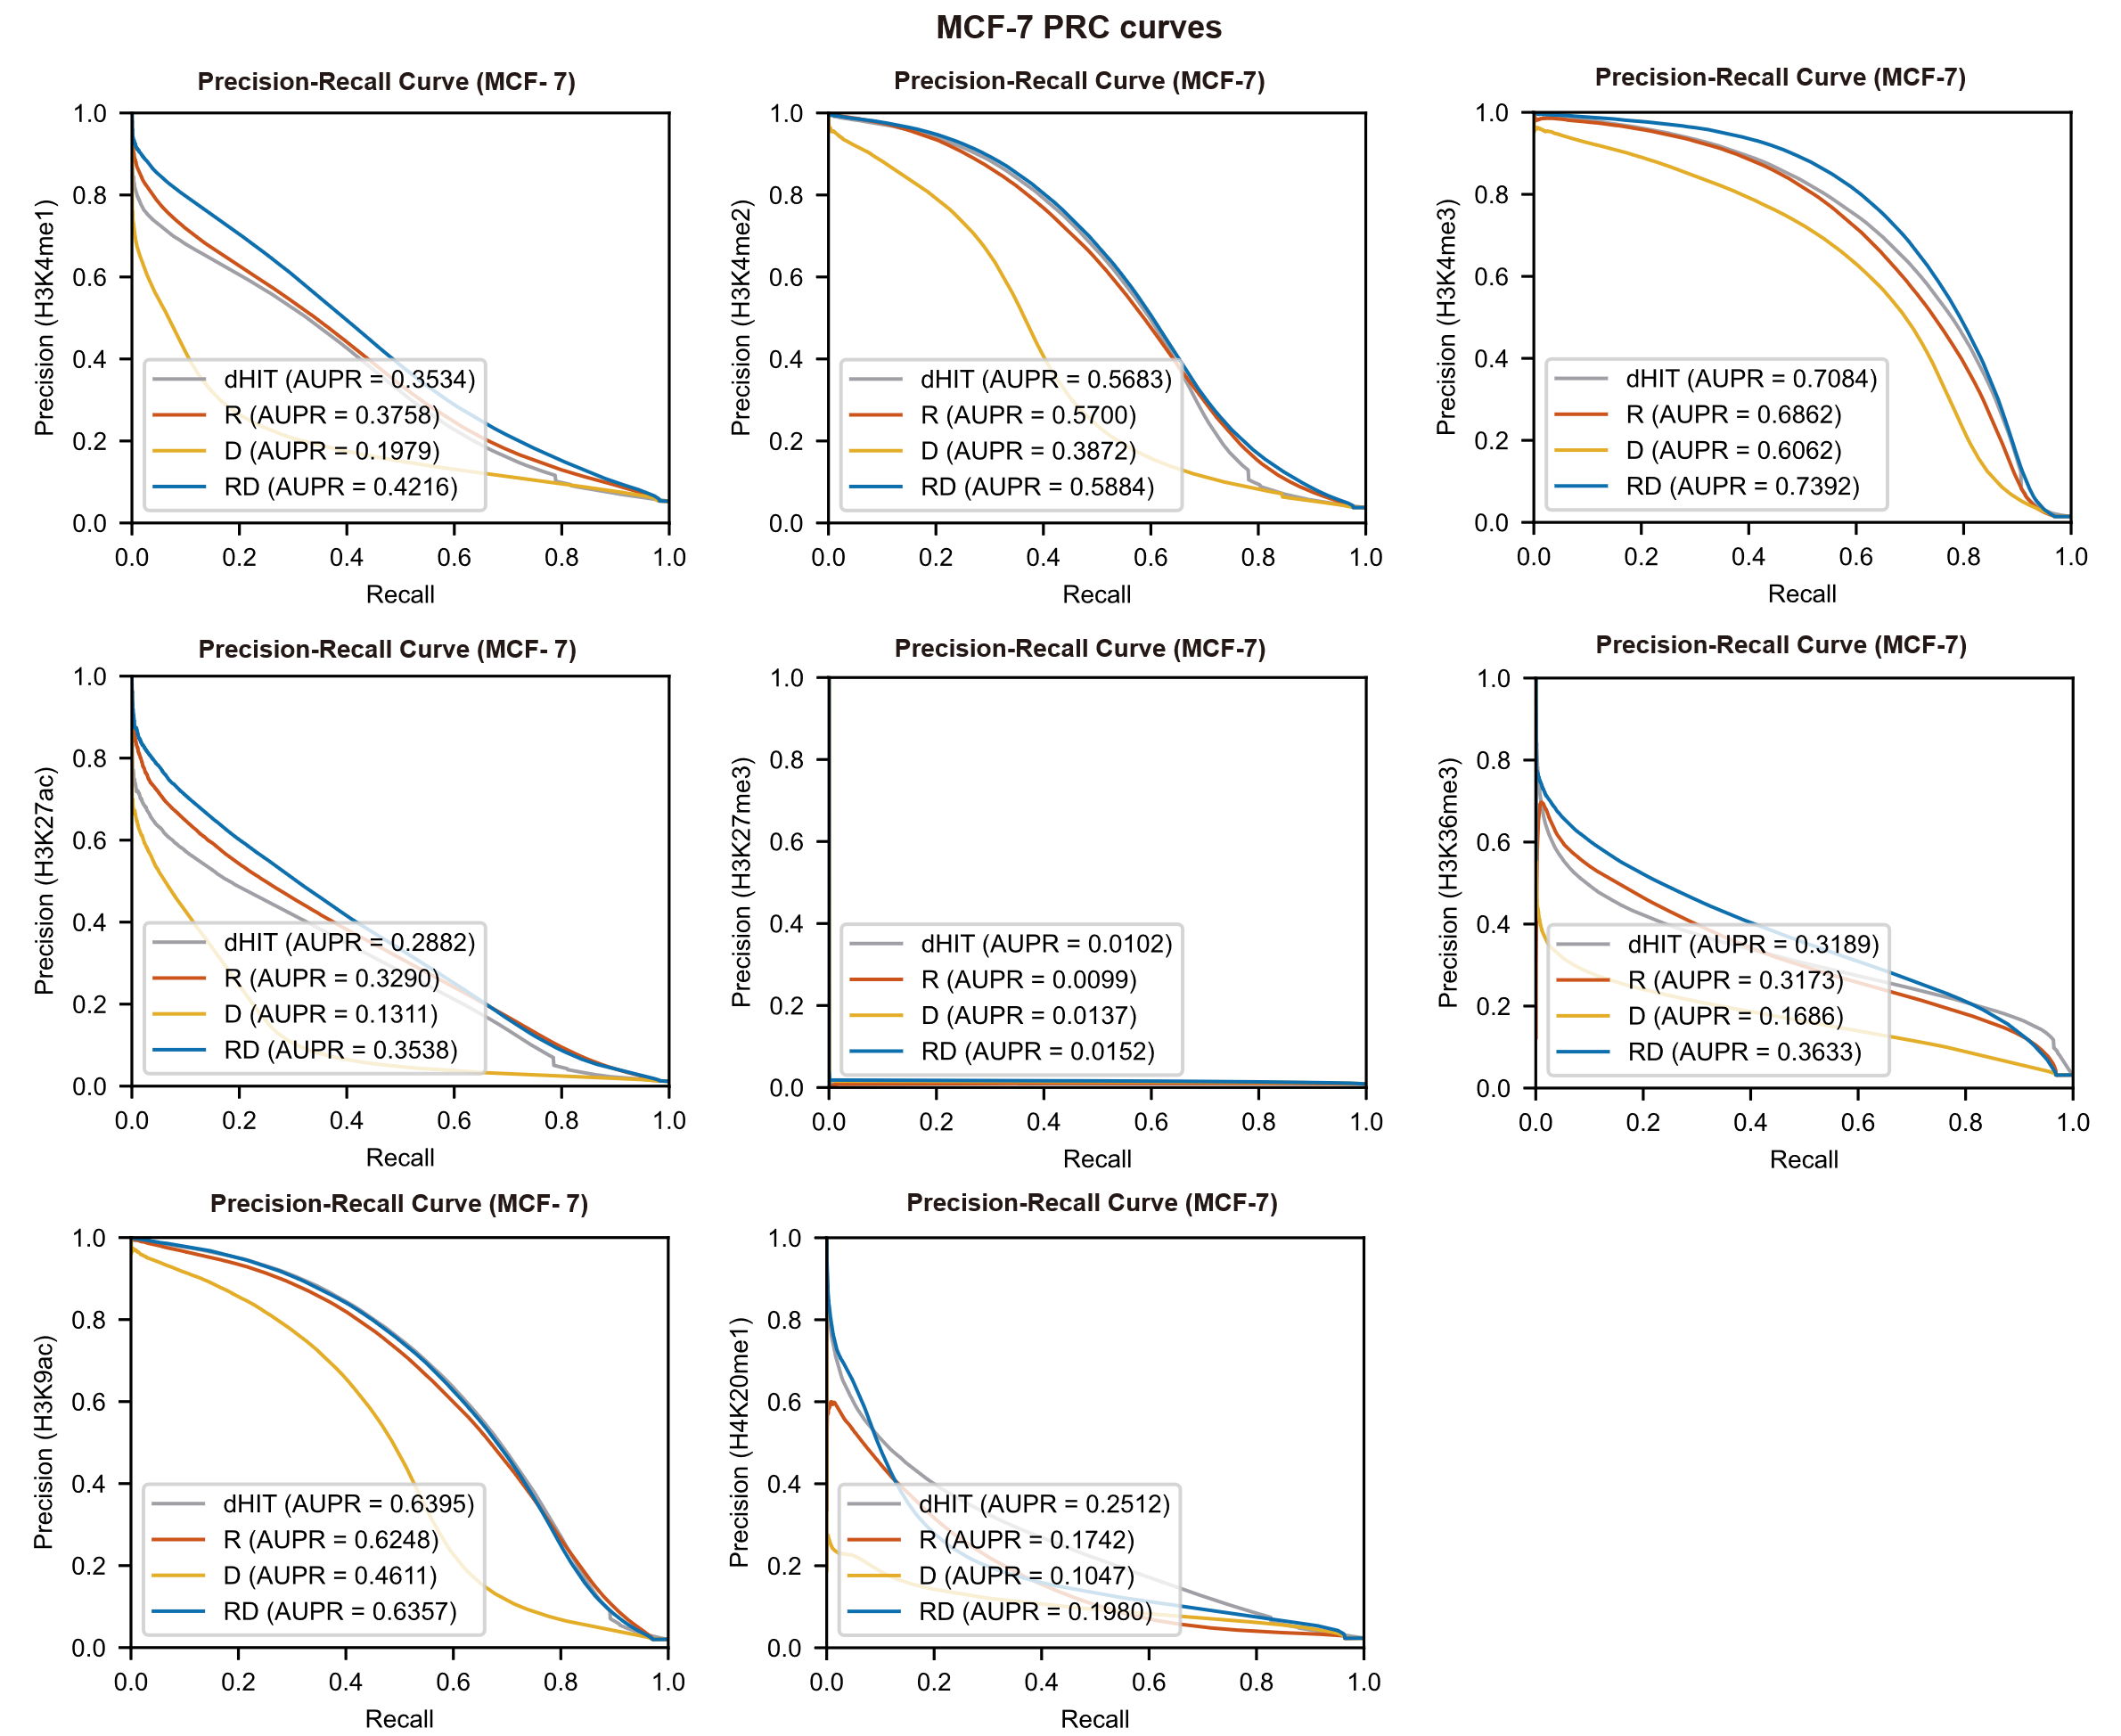 MCF-7 PRC curves
Precision-Recall Curve (MCF- 7)
Precision (H3K4me1)
1.0
0.8
0.6
0.4
0.2
0.0
dHIT (AUPR = 0.3534)
R (AUPR = 0.3758)
D (AUPR = 0.1979)
RD (AUPR = 0.4216)
0.0 0.2 0.4 0.6 0.8 1.0
Recall
Precision-Recall Curve (MCF-7)
Precision (H3K4me2)
1.0
0.8
0.6
0.4
0.2
0.0
dHIT (AUPR = 0.5683)
R (AUPR = 0.5700)
D (AUPR = 0.3872)
RD (AUPR = 0.5884)
0.0 0.2 0.4 0.6 0.8 1.0
Recall
Precision-Recall Curve (MCF-7)
Precision (H3K4me3)
1.0
0.8
0.6
0.4
0.2
0.0
dHIT (AUPR = 0.7084)
R (AUPR = 0.6862)
D (AUPR = 0.6062)
RD (AUPR = 0.7392)
0.0 0.2 0.4 0.6 0.8 1.0
Recall
Precision-Recall Curve (MCF- 7)
Precision (H3K27ac)
1.0
0.8
0.6
0.4
0.2
0.0
dHIT (AUPR = 0.2882)
R (AUPR = 0.3290)
D (AUPR = 0.1311)
RD (AUPR = 0.3538)
0.0 0.2 0.4 0.6 0.8 1.0
Recall
Precision-Recall Curve (MCF-7)
Precision (H3K27me3)
1.0
0.8
0.6
0.4
0.2
0.0
dHIT (AUPR = 0.0102)
R (AUPR = 0.0099)
D (AUPR = 0.0137)
RD (AUPR = 0.0152)
0.0 0.2 0.4 0.6 0.8 1.0
Recall
Precision-Recall Curve (MCF-7)
Precision (H3K36me3)
1.0
0.8
0.6
0.4
0.2
0.0
dHIT (AUPR = 0.3189)
R (AUPR = 0.3173)
D (AUPR = 0.1686)
RD (AUPR = 0.3633)
0.0 0.2 0.4 0.6 0.8 1.0
Recall
Precision-Recall Curve (MCF- 7)
Precision (H3K9ac)
1.0
0.8
0.6
0.4
0.2
0.0
dHIT (AUPR = 0.6395)
R (AUPR = 0.6248)
D (AUPR = 0.4611)
RD (AUPR = 0.6357)
0.0 0.2 0.4 0.6 0.8 1.0
Recall
Precision-Recall Curve (MCF-7)
Precision (H4K20me1)
1.0
0.8
0.6
0.4
0.2
0.0
dHIT (AUPR = 0.2512)
R (AUPR = 0.1742)
D (AUPR = 0.1047)
RD (AUPR = 0.1980)
0.0 0.2 0.4 0.6 0.8 1.0
Recall